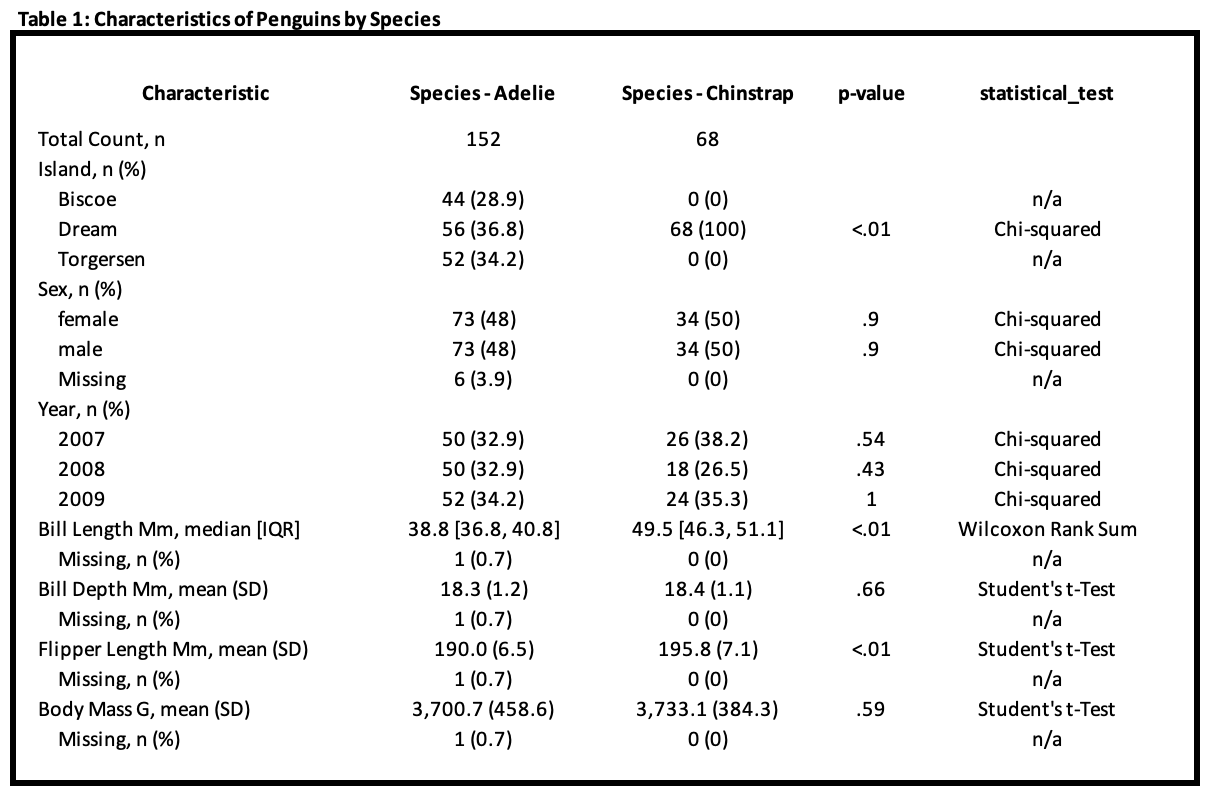 Table 1: Characteristics of Penguins by Species
Characteristic Species - Adelie Species - Chinstrap p-value statistical_test
Total Count, n 152 68
Island, n (%)
Biscoe 44 (28.9) 0 (0) n/a
Dream 56 (36.8) 68 (100) <.01 Chi-squared
Torgersen 52 (34.2) 0 (0) n/a
Sex, n (%)
female 73 (48) 34 (50) .9 Chi-squared
male 73 (48) 34 (50) .9 Chi-squared
Missing 6 (3.9) 0 (0) n/a
Year, n (%)
2007 50 (32.9) 26 (38.2) .54 Chi-squared
2008 50 (32.9) 18 (26.5) .43 Chi-squared
2009 52 (34.2) 24 (35.3) 1 Chi-squared
Bill Length Mm, median [IQR] 38.8 [36.8, 40.8] 49.5 [46.3, 51.1] <.01 Wilcoxon Rank Sum
Missing, n (%) 1 (0.7) 0 (0) n/a
Bill Depth Mm, mean (SD) 18.3 (1.2) 18.4 (1.1) .66 Student's t-Test
Missing, n (%) 1 (0.7) 0 (0) n/a
Flipper Length Mm, mean (SD) 190.0 (6.5) 195.8 (7.1) <.01 Student's t-Test
Missing, n (%) 1 (0.7) 0 (0) n/a
Body Mass G, mean (SD) 3,700.7 (458.6) 3,733.1 (384.3) .59 Student's t-Test
Missing, n (%) 1 (0.7) 0 (0) n/a